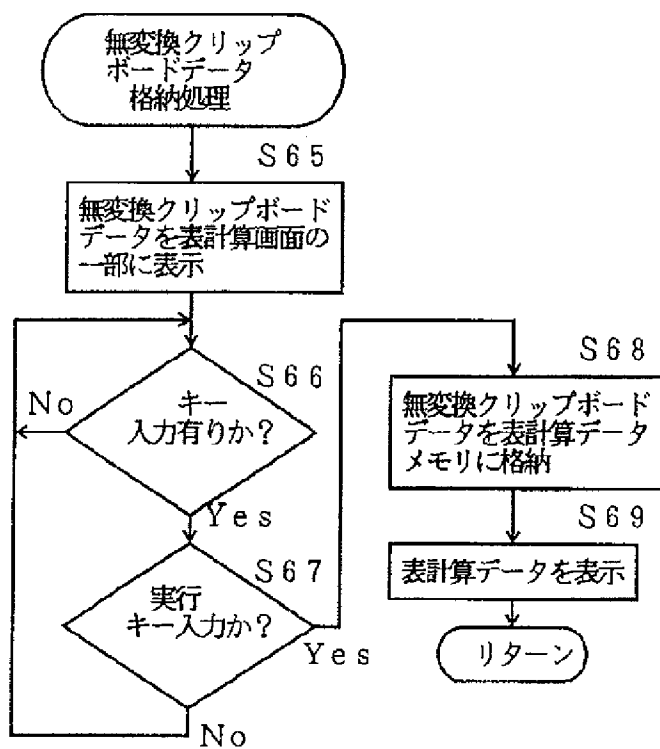 無変換クリップ
ボードデータ
格納処理
S65
無変換クリップボード
データを表計算画面の
一部に表示
S66
No
キー
入力有りか?
Yes
S67
実行
キー入力か?
Yes
No
S68
無変換クリップボード
データを表計算データ
メモリに格納
S69
表計算データを表示
リターン